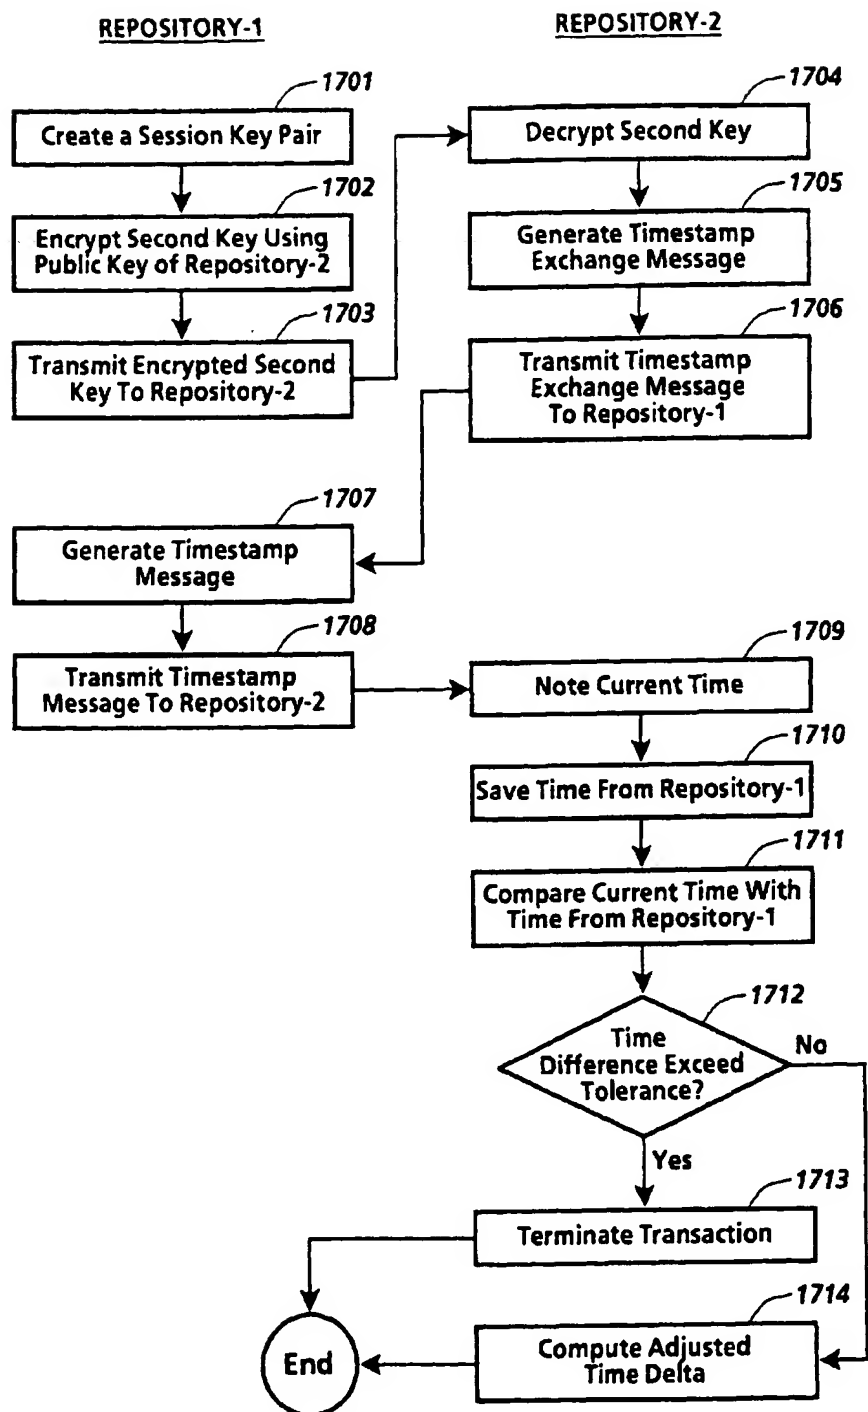 REPOSITORY-1
REPOSITORY-2
1701
Create a Session Key Pair
1702
Encrypt Second Key Using
Public Key of Repository-2
1703
Transmit Encrypted Second
Key To Repository-2
1704
Decrypt Second Key
1705
Generate Timestamp
Exchange Message
1706
Transmit Timestamp
Exchange Message
To Repository-1
1707
Generate Timestamp
Message
1708
Transmit Timestamp
Message To Repository-2
1709
Note Current Time
1710
Save Time From Repository-1
1711
Compare Current Time With
Time From Repository-1
1712
Time
Difference Exceed
Tolerance?
No
Yes
1713
Terminate Transaction
1714
Compute Adjusted
Time Delta
End